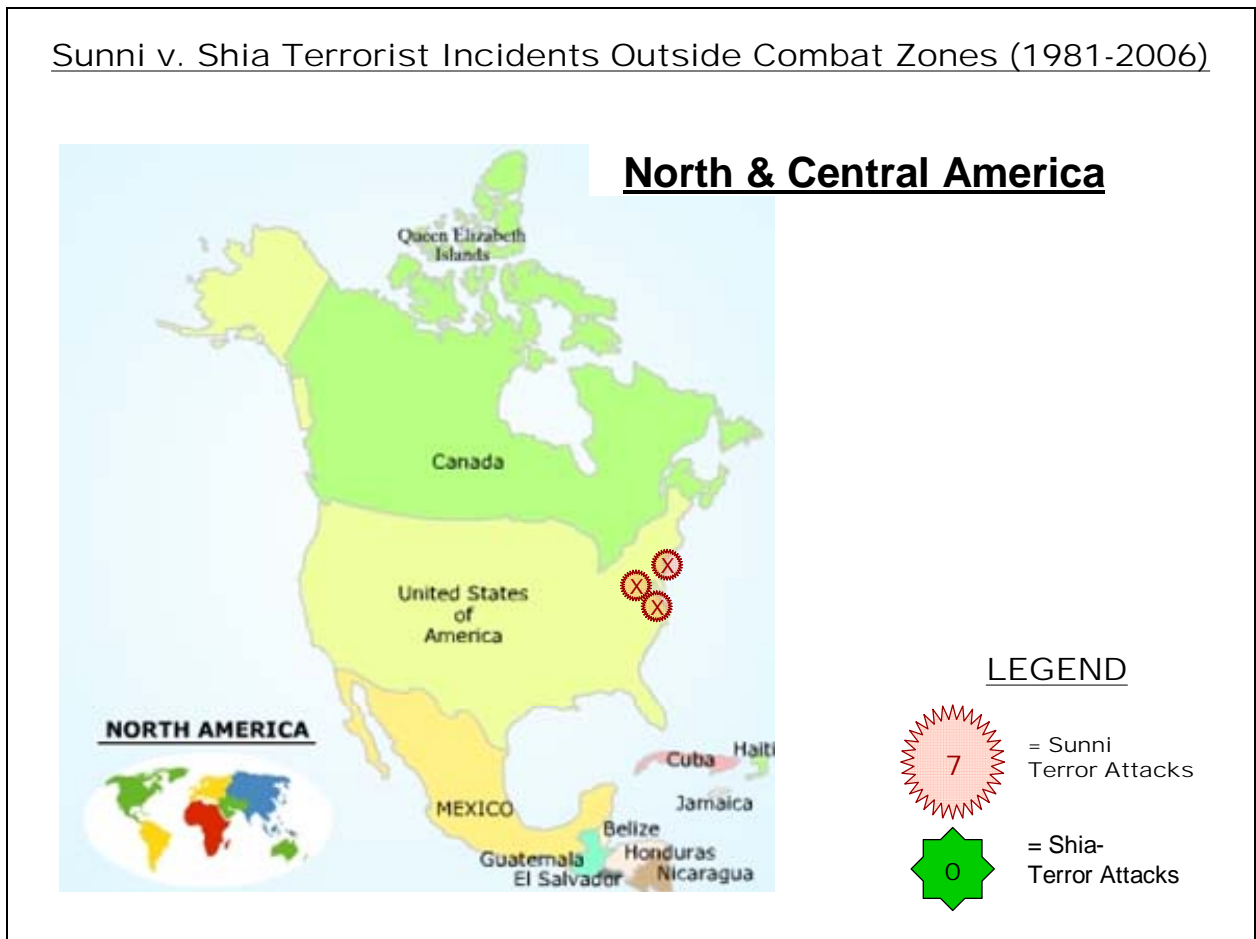 Sunni v. Shia Terrorist Incidents Outside Combat Zones (1981-2006)
North & Central America
Queen Elizabeth
Islands
Canada
X
X
X
United States
of
America
LEGEND
NORTH AMERICA
7
= Sunni
Terror Attacks
Cuba
Haiti
Jamaica
MEXICO
Belize
Guatemala
Honduras
El Salvador
Nicaragua
0
= Shia-
Terror Attacks